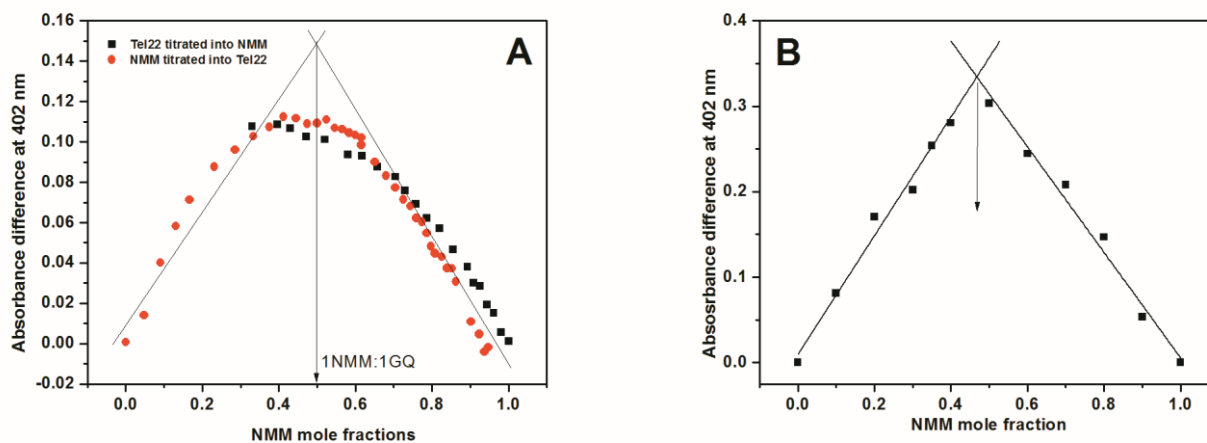 0.16
0.14
0.12
0.10
0.08
0.06
0.04
0.02
0.00
-0.02
Absorbance difference at 402 nm
Tel22 titrated into NMM
NMM titrated into Tel22
A
1NMM:1GQ
0.0 0.2 0.4 0.6 0.8 1.0
NMM mole fractions
0.4
0.3
0.2
0.1
0.0
Absosrbance difference at 402 nm
B
0.0 0.2 0.4 0.6 0.8 1.0
NMM mole fraction